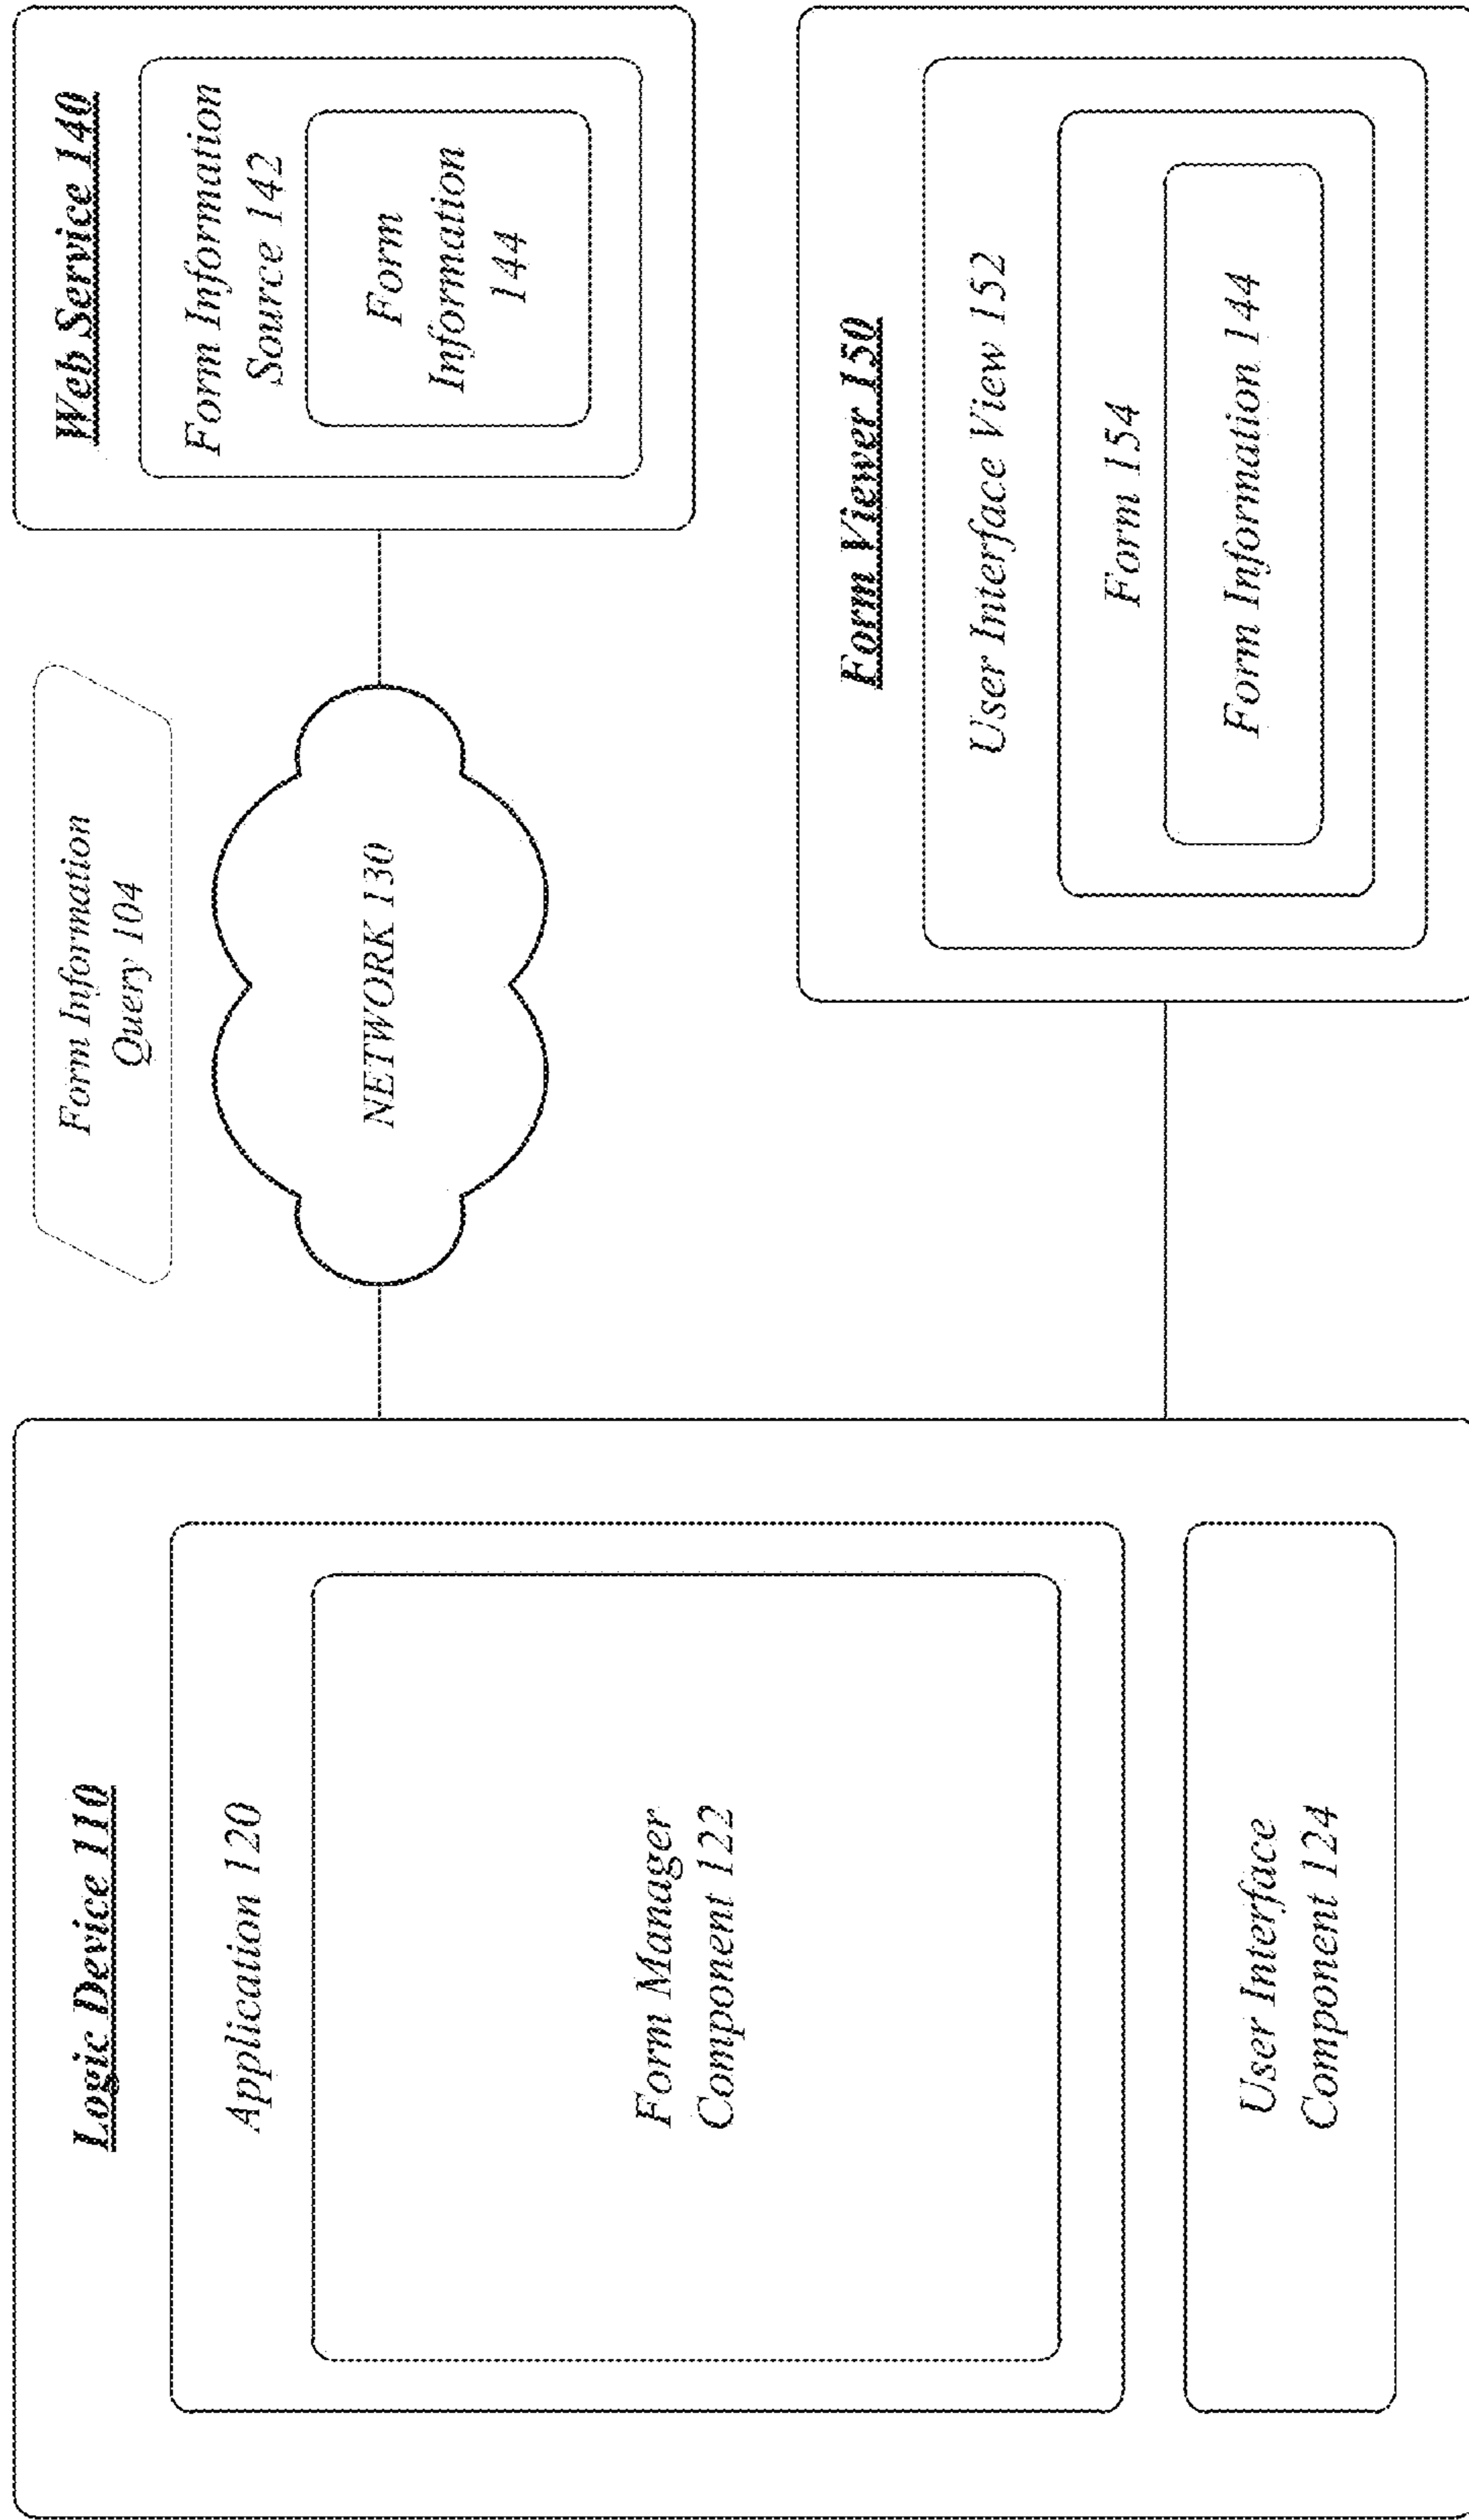 Logic Device 110
Application 120
Form Manager
Component 122
User Interface
Component 124
Form Information
Query 104
NETWORK 130
Web Service 140
Form Information
Source 142
Form
Information
144
Form Viewer 150
User Interface View 152
Form 154
Form Information 144